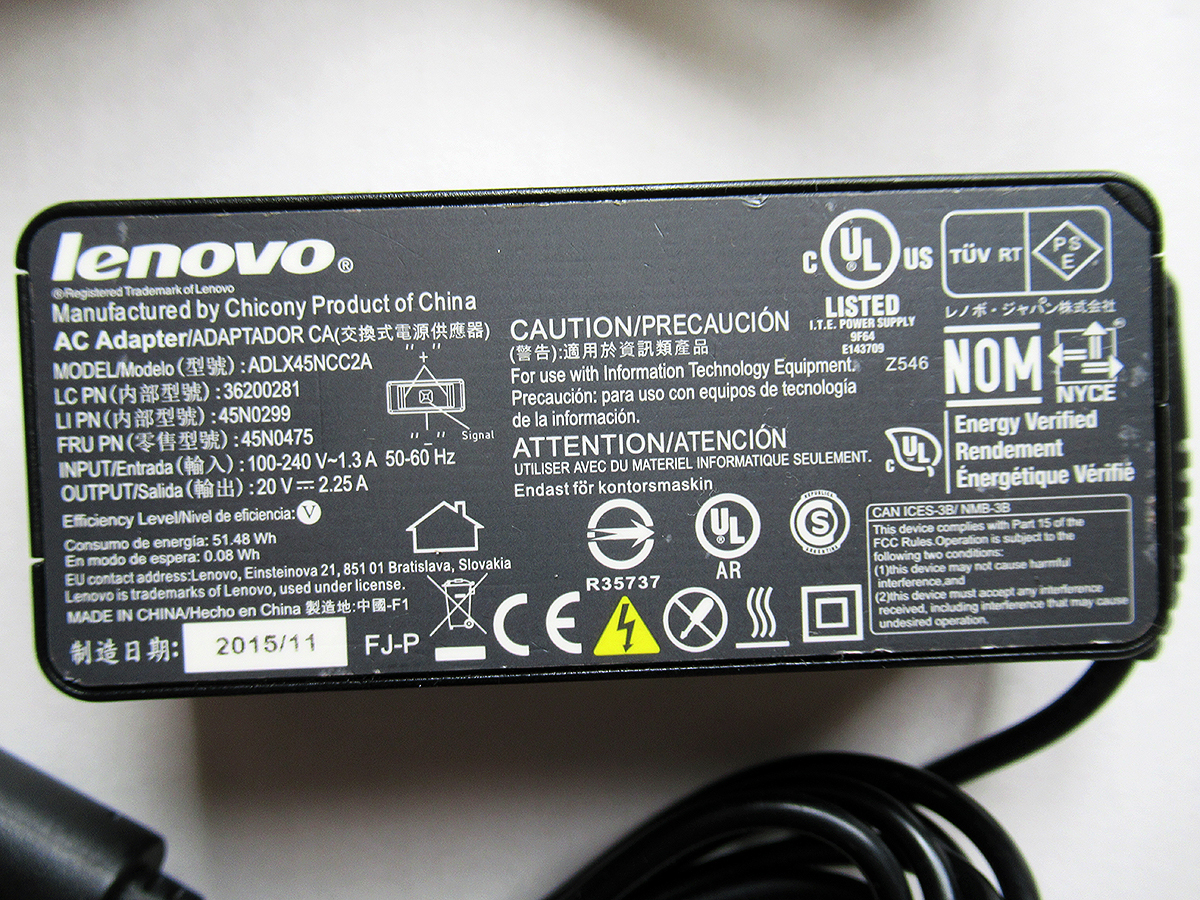 lenovo®
®Registered Trademark of Lenovo
Manufactured by Chicony Product of China
AC Adapter/ADAPTADOR CA(交換式電源供應器)
MODEL/Modelo (型號) : ADLX45NCC2A
LC PN (内部型號) : 36200281
LI PN (内部型號) : 45N0299
FRU PN (零售型號) : 45N0475
INPUT/Entrada (輸入) : 100-240 V~1.3 A 50-60 Hz
OUTPUT/Salida (輸出) : 20 V⎓2.25 A
Efficiency Level/Nivel de eficiencia: V
Consumo de energía: 51.48 Wh
En modo de espera: 0.08 Wh
EU contact address:Lenovo, Einsteinova 21, 851 01 Bratislava, Slovakia
Lenovo is trademarks of Lenovo, used under license.
MADE IN CHINA/Hecho en China 製造地:中國-F1
制造日期: 2015/11 FJ-P
"+"
"_"
Signal
CAUTION/PRECAUCIÓN
(警告):適用於資訊類產品
For use with Information Technology Equipment.
Precaución: para uso con equipos de tecnología
de la información.
ATTENTION/ATENCIÓN
UTILISER AVEC DU MATERIEL INFORMATIQUE SEULEMENT.
Endast för kontorsmaskin
R35737
UL
AR
S
CE
c UL® US
LISTED
I.T.E. POWER SUPPLY
9F64
E143709
Z546
TÜV RT
PS
E
レノボ・ジャパン株式会社
NOM
NYCE
c UL
Energy Verified
Rendement
Énergétique Vérifié
CAN ICES-3B/ NMB-3B
This device complies with Part 15 of the
FCC Rules.Operation is subject to the
following two conditions:
(1)this device may not cause harmful
interference,and
(2)this device must accept any interference
received, including interference that may cause
undesired operation.